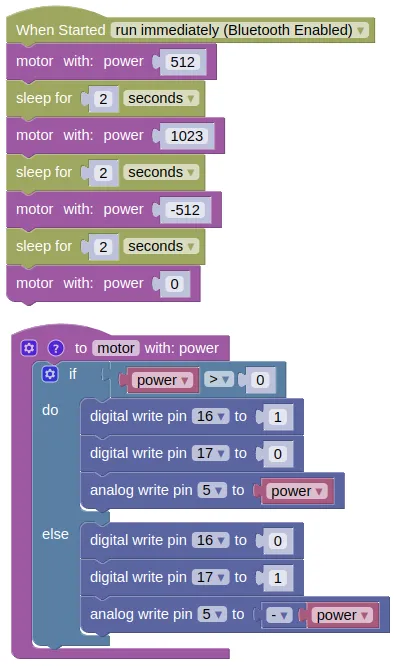 When Started run immediately (Bluetooth Enabled) ▾
motor with: power 512
sleep for 2 seconds ▾
motor with: power 1023
sleep for 2 seconds ▾
motor with: power -512
sleep for 2 seconds ▾
motor with: power 0
? to motor with: power
if power ▾ > ▾ 0
do digital write pin 16 ▾ to 1
digital write pin 17 ▾ to 0
analog write pin 5 ▾ to power ▾
else digital write pin 16 ▾ to 0
digital write pin 17 ▾ to 1
analog write pin 5 ▾ to - ▾ power ▾